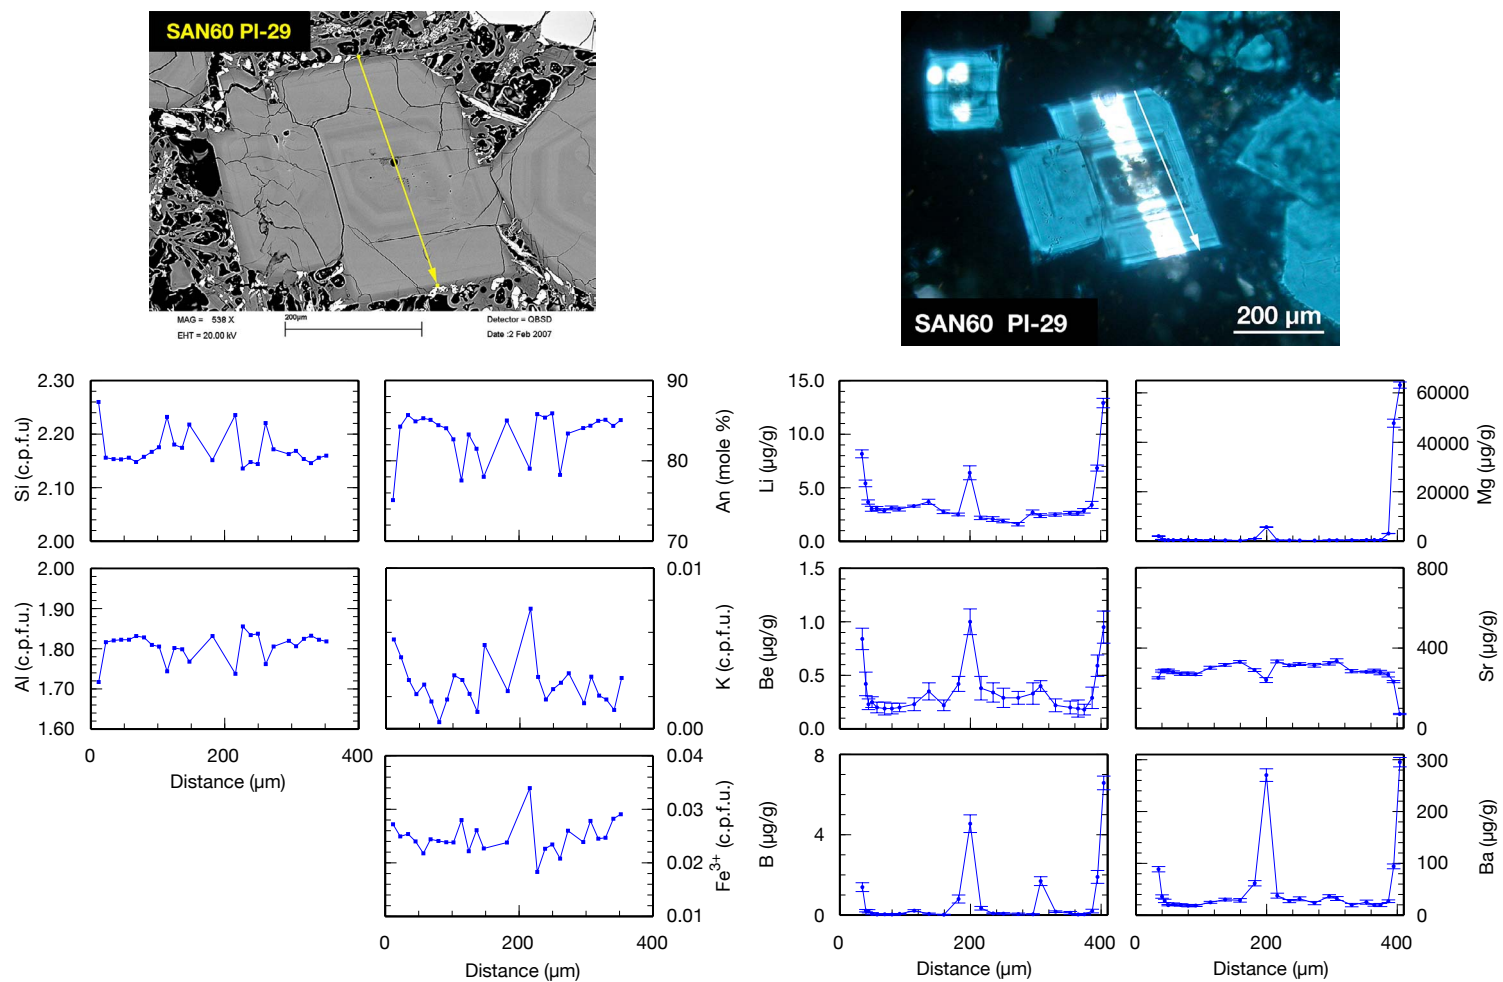 SAN60 PI-29
MAG = 538 X
EHT = 20.00 kV
200µm
Detector = QBSD
Date :2 Feb 2007
SAN60 PI-29
200 µm
2.30
2.20
2.10
2.00
Si (c.p.f.u)
90
80
70
An (mole %)
15.0
10.0
5.0
0.0
Li (µg/g)
60000
40000
20000
0
Mg (µg/g)
2.00
1.90
1.80
1.70
1.60
Al (c.p.f.u.)
0
200
400
Distance (µm)
0.01
0.00
K (c.p.f.u.)
1.5
1.0
0.5
0.0
Be (µg/g)
800
400
0
Sr (µg/g)
0.04
0.03
0.02
0.01
Fe³⁺ (c.p.f.u.)
0
200
400
Distance (µm)
8
4
0
B (µg/g)
0
200
400
Distance (µm)
300
200
100
0
Ba (µg/g)
0
200
400
Distance (µm)